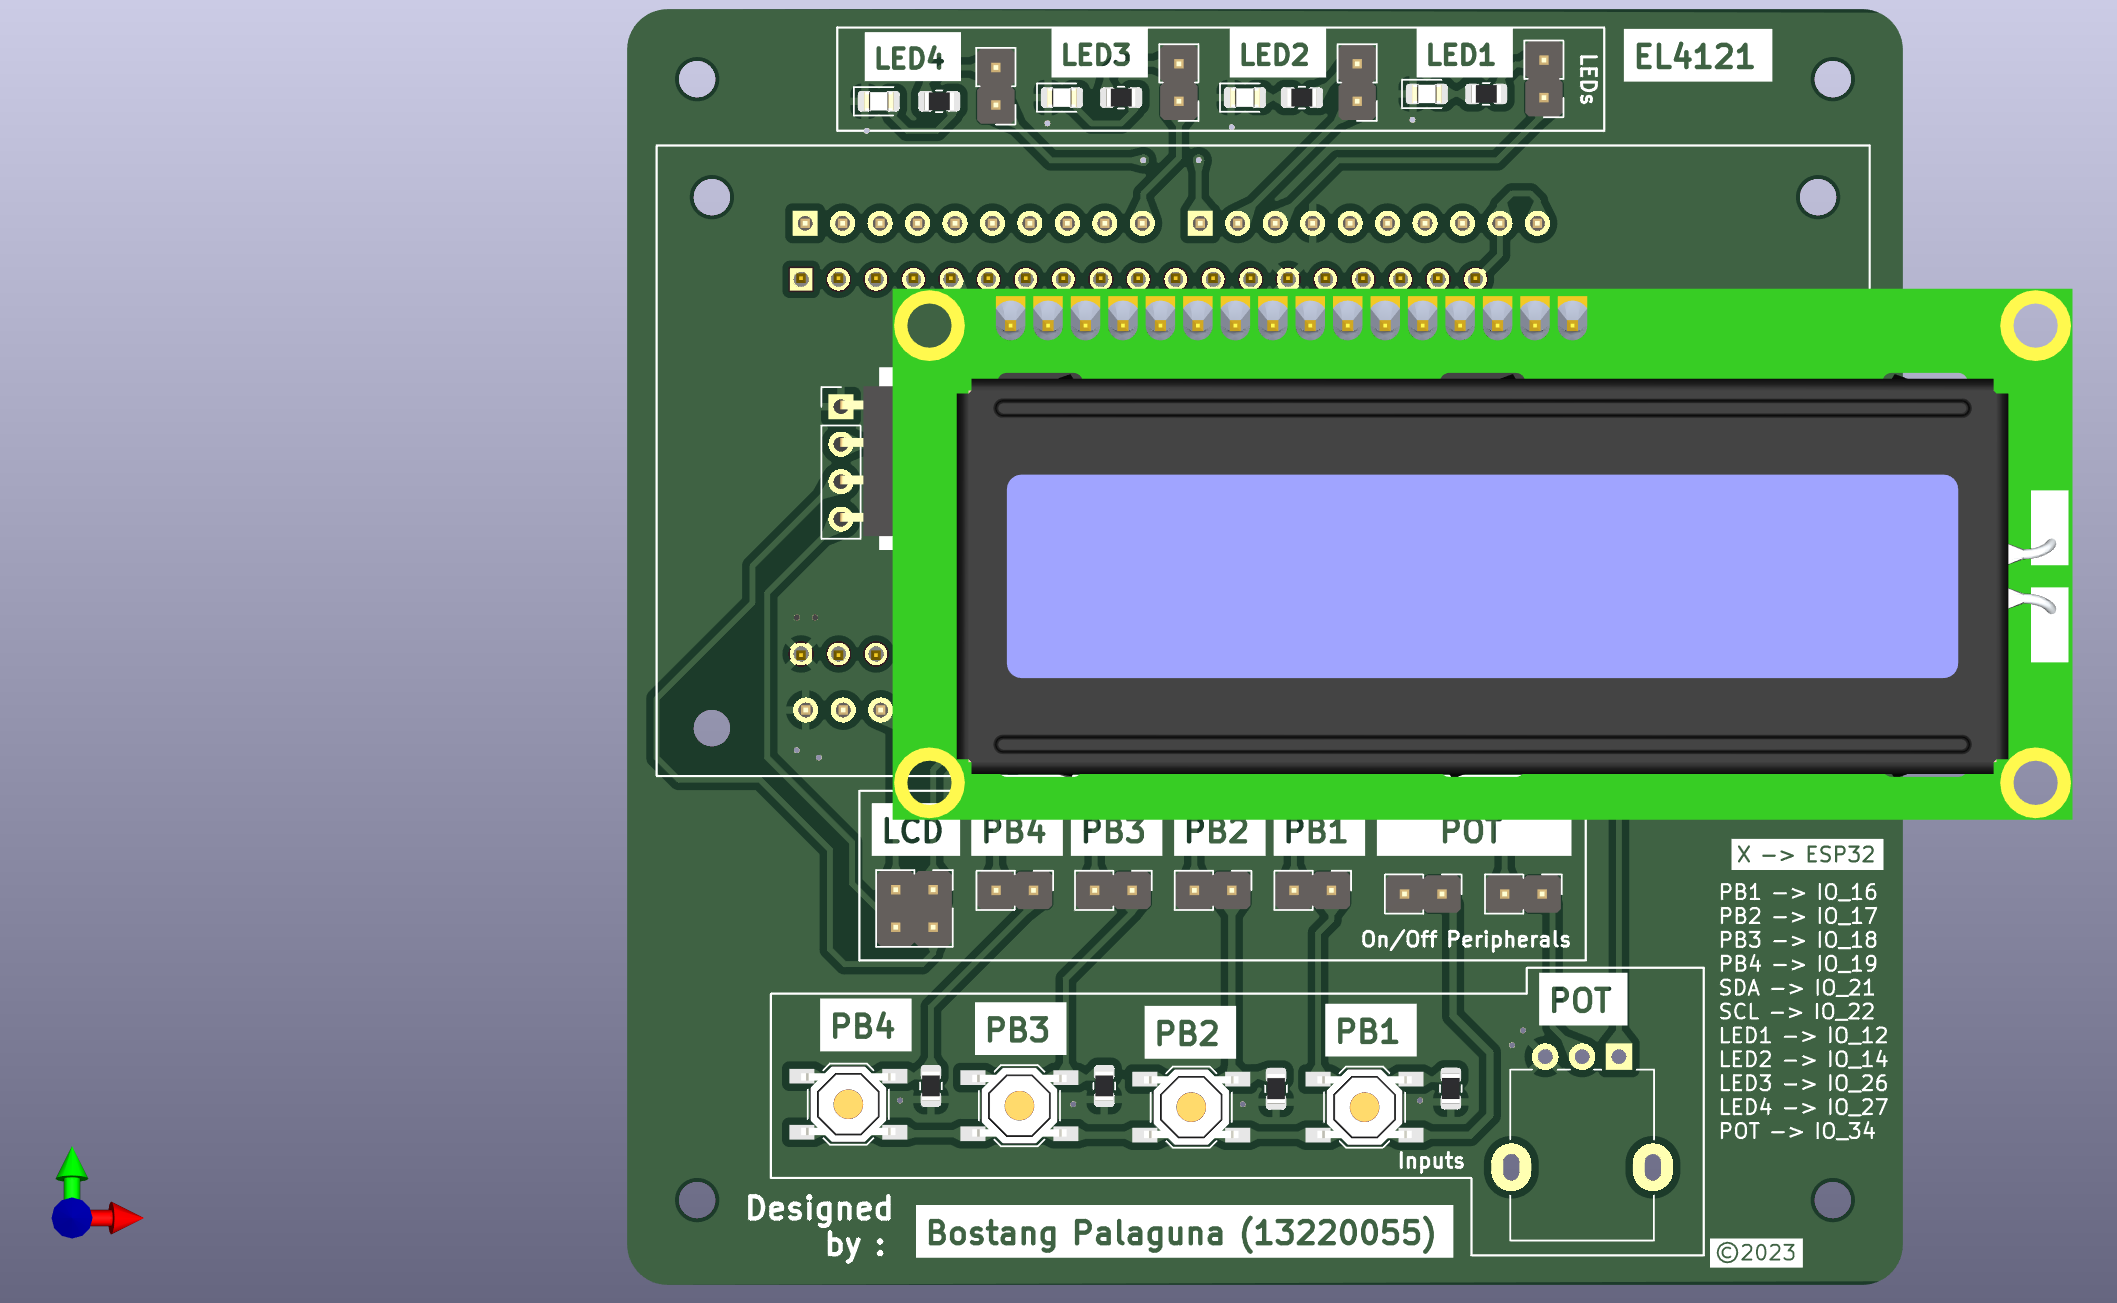 LED4
LED3
LED2
LED1
LEDs
EL4121
LCD
PB4
PB3
PB2
PB1
POT
On/Off Peripherals
X -> ESP32
PB1 -> IO_16
PB2 -> IO_17
PB3 -> IO_18
PB4 -> IO_19
SDA -> IO_21
SCL -> IO_22
LED1 -> IO_12
LED2 -> IO_14
LED3 -> IO_26
LED4 -> IO_27
POT -> IO_34
PB4
PB3
PB2
PB1
POT
Inputs
Designed
by :
Bostang Palaguna (13220055)
©2023